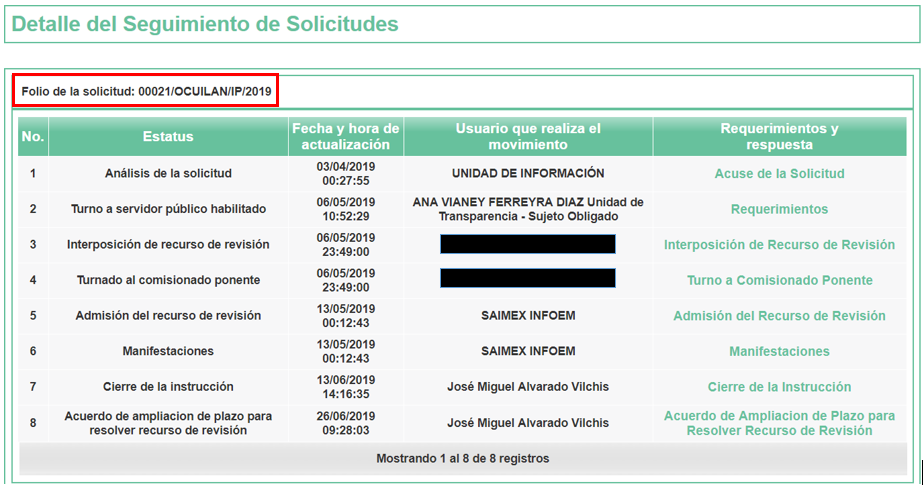 Detalle del Seguimiento de Solicitudes
Folio de la solicitud: 00021/OCUILAN/IP/2019
No. Estatus Fecha y hora de actualización Usuario que realiza el movimiento Requerimientos y respuesta
1 Análisis de la solicitud 03/04/2019 00:27:55 UNIDAD DE INFORMACIÓN Acuse de la Solicitud
2 Turno a servidor público habilitado 06/05/2019 10:52:29 ANA VIANEY FERREYRA DIAZ Unidad de Transparencia - Sujeto Obligado Requerimientos
3 Interposición de recurso de revisión 06/05/2019 23:49:00 Interposición de Recurso de Revisión
4 Turnado al comisionado ponente 06/05/2019 23:49:00 Turno a Comisionado Ponente
5 Admisión del recurso de revisión 13/05/2019 00:12:43 SAIMEX INFOEM Admisión del Recurso de Revisión
6 Manifestaciones 13/05/2019 00:12:43 SAIMEX INFOEM Manifestaciones
7 Cierre de la instrucción 13/06/2019 14:16:35 José Miguel Alvarado Vilchis Cierre de la Instrucción
8 Acuerdo de ampliacion de plazo para resolver recurso de revisión 26/06/2019 09:28:03 José Miguel Alvarado Vilchis Acuerdo de Ampliacion de Plazo para Resolver Recurso de Revisión
Mostrando 1 al 8 de 8 registros